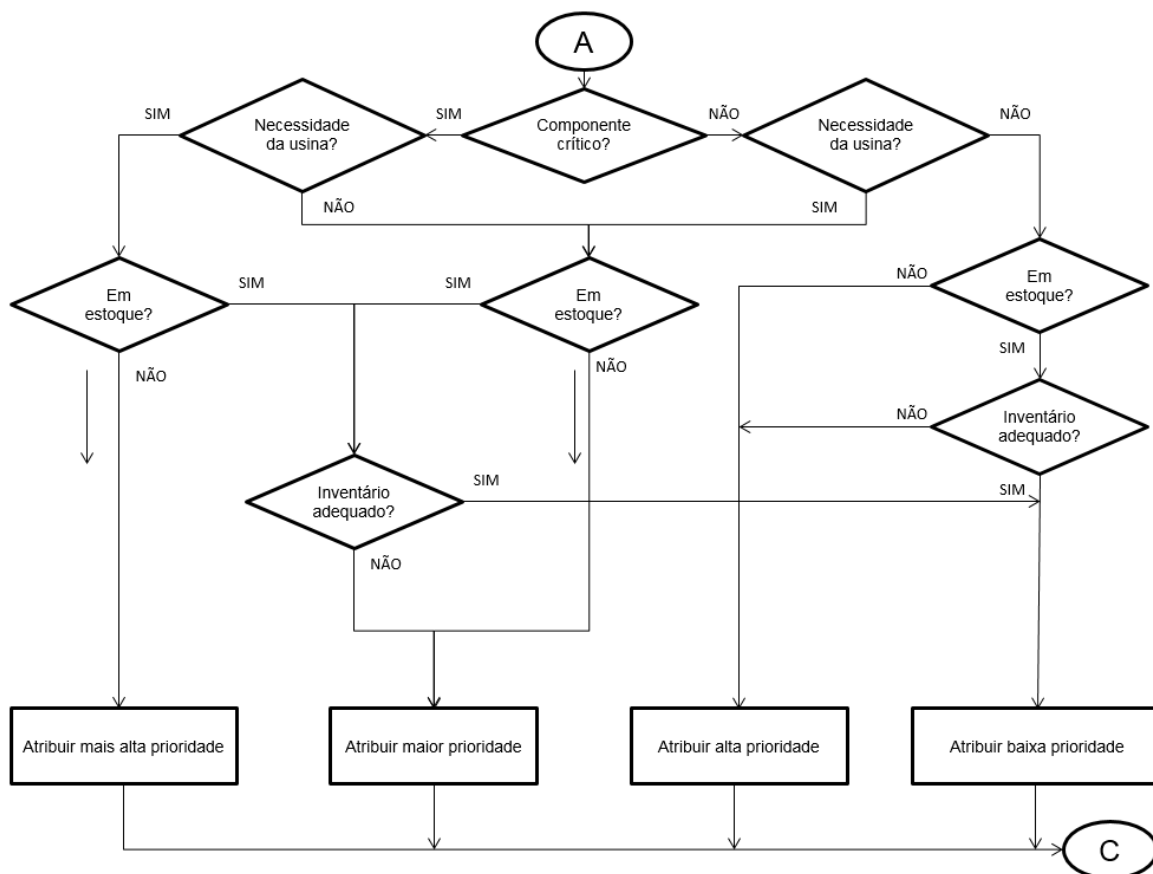 A
SIM
Necessidade
da usina?
SIM
Componente
crítico?
NÃO
Necessidade
da usina?
NÃO
NÃO
SIM
Em
estoque?
SIM
SIM
Em
estoque?
NÃO
Em
estoque?
NÃO
NÃO
SIM
NÃO
Inventário
adequado?
Inventário
adequado?
SIM
SIM
NÃO
Atribuir mais alta prioridade
Atribuir maior prioridade
Atribuir alta prioridade
Atribuir baixa prioridade
C